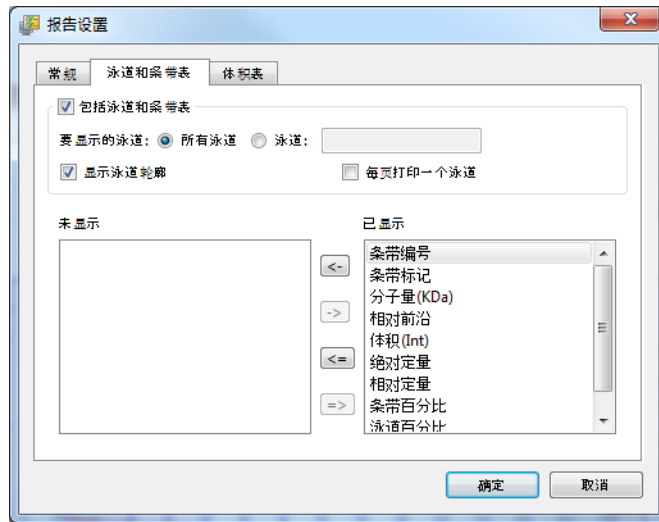 报告设置
常规 泳道和条带表 体积表
包括泳道和条带表
要显示的泳道: 所有泳道 泳道:
显示泳道轮廓 每页打印一个泳道
未显示 已显示
<-
->
<=
=>
条带编号
条带标记
分子量(KDa)
相对前沿
体积(Int)
绝对定量
相对定量
条带百分比
泳道百分比
确定 取消